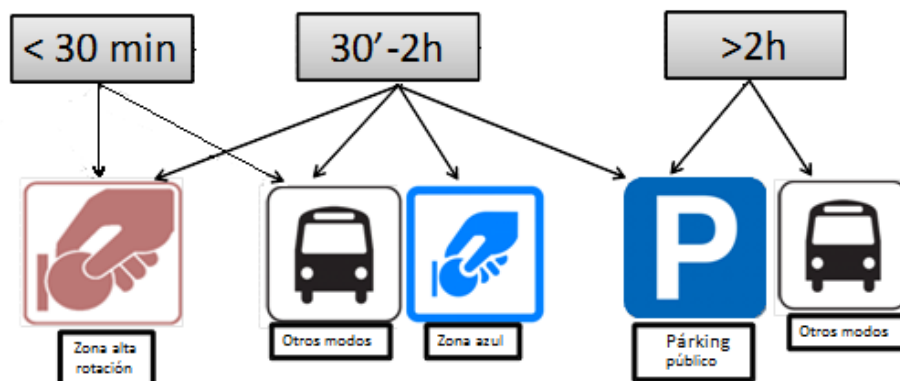 < 30 min
30′-2h
>2h
P
Zona alta
rotación
Otros modos
Zona azul
Párking
público
Otros modos